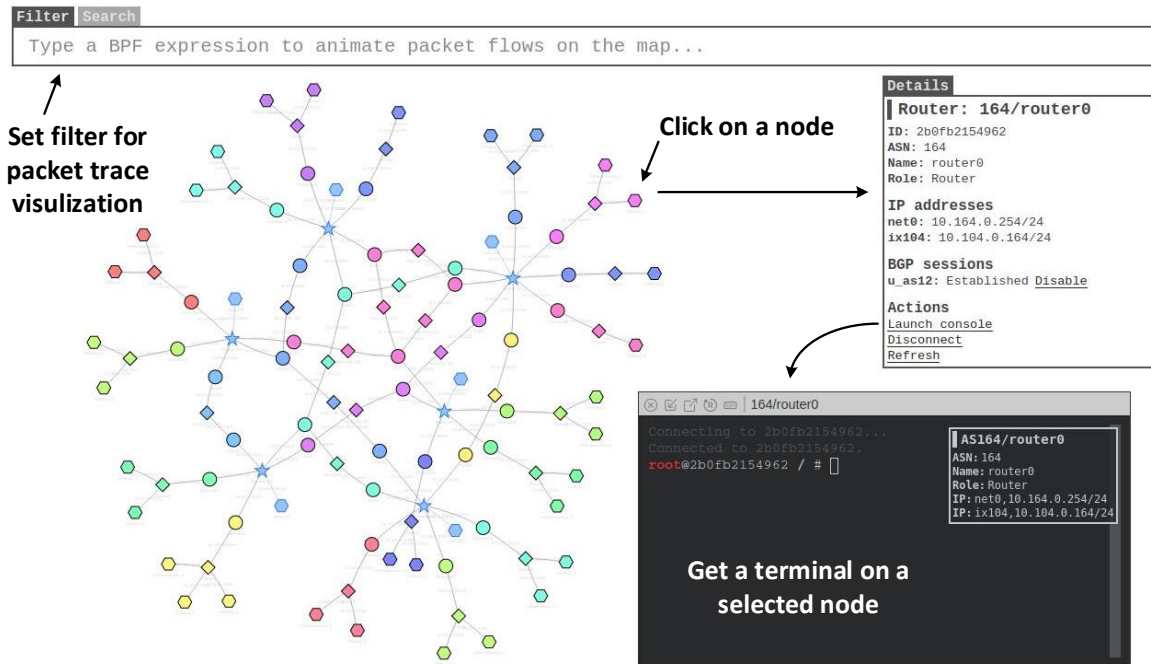 Filter Search
Type a BPF expression to animate packet flows on the map...
Set filter for
packet trace
visulization
Click on a node
Details
Router: 164/router0
ID: 2b0fb2154962
ASN: 164
Name: router0
Role: Router
IP addresses
net0: 10.164.0.254/24
ix104: 10.104.0.164/24
BGP sessions
u_as12: Established Disable
Actions
Launch console
Disconnect
Refresh
164/router0
Connecting to 2b0fb2154962...
Connected to 2b0fb2154962.
root@2b0fb2154962 / #
AS164/router0
ASN: 164
Name: router0
Role: Router
IP: net0,10.164.0.254/24
IP: ix104,10.104.0.164/24
Get a terminal on a
selected node